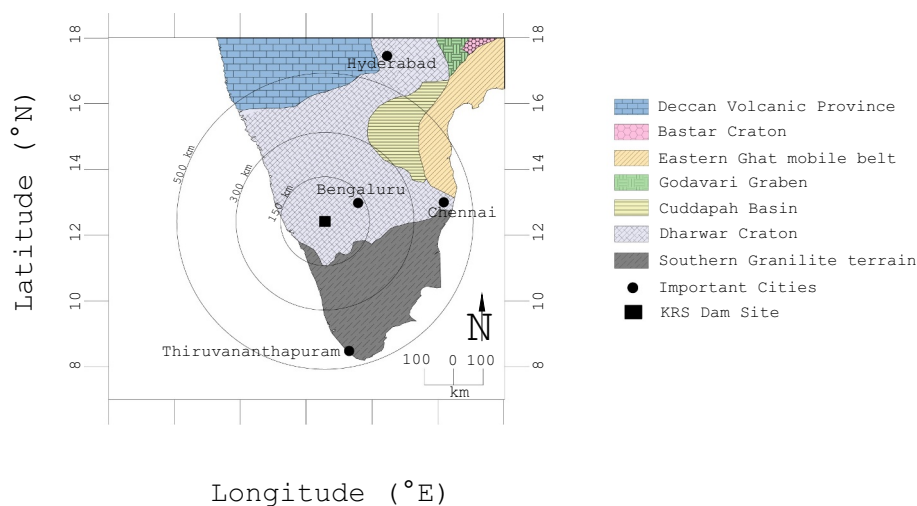 18
18
Hyderabad
16
16
500 km
14
14
300 km
150 km
Bengaluru
Chennai
12
12
10
10
N
Thiruvananthapuram
100 0 100
km
8
8
Latitude (°N)
Longitude (°E)
Deccan Volcanic Province
Bastar Craton
Eastern Ghat mobile belt
Godavari Graben
Cuddapah Basin
Dharwar Craton
Southern Granilite terrain
Important Cities
KRS Dam Site